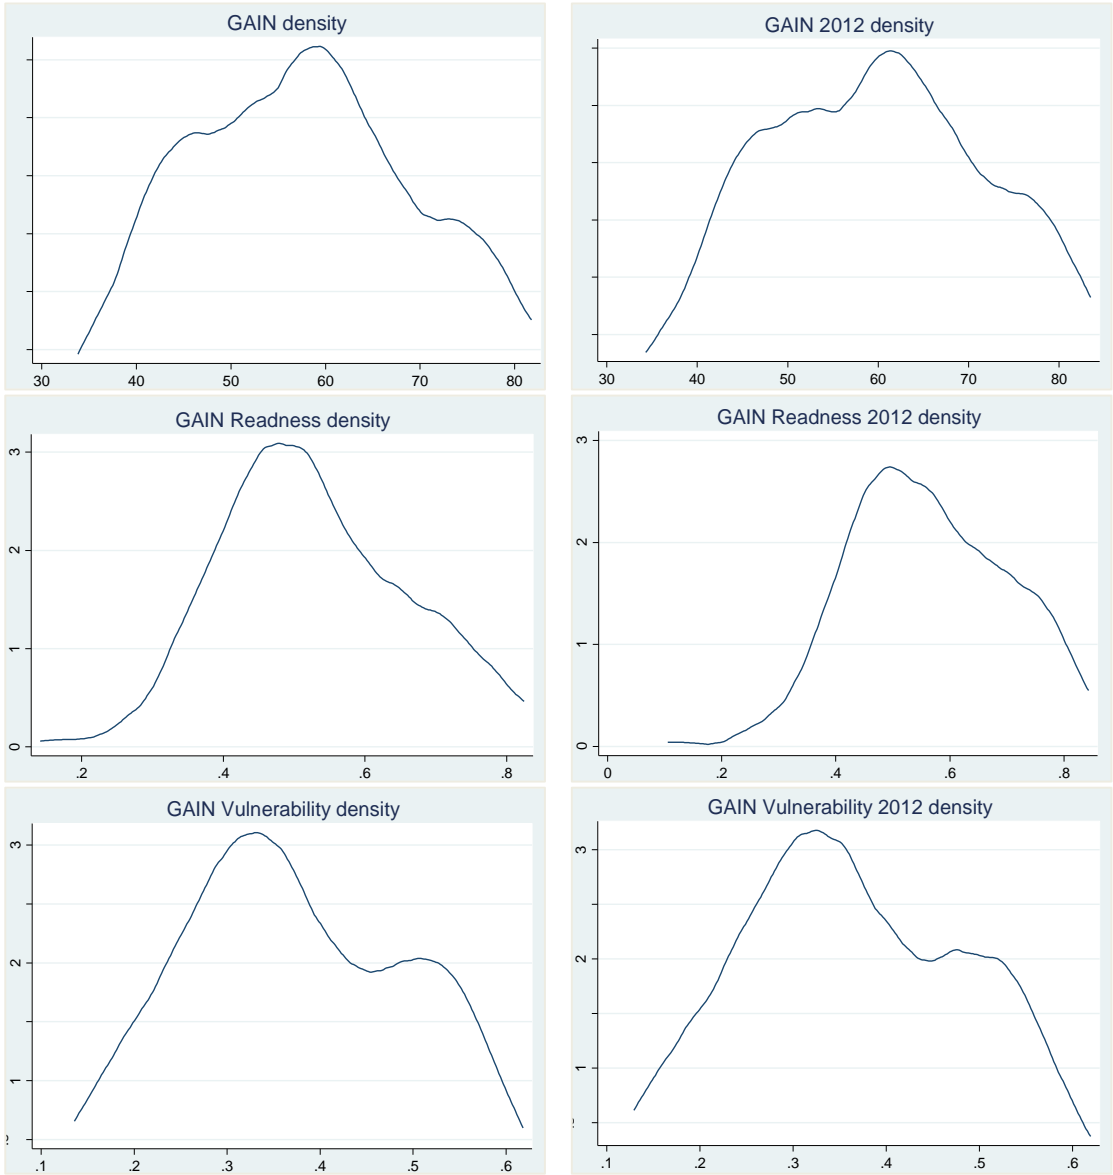 GAIN density
30 40 50 60 70 80
GAIN 2012 density
30 40 50 60 70 80
GAIN Readness density
3
2
1
0
.2 .4 .6 .8
GAIN Readness 2012 density
3
2
1
0
0 .2 .4 .6 .8
GAIN Vulnerability density
3
2
1
.1 .2 .3 .4 .5 .6
GAIN Vulnerability 2012 density
3
2
1
.1 .2 .3 .4 .5 .6